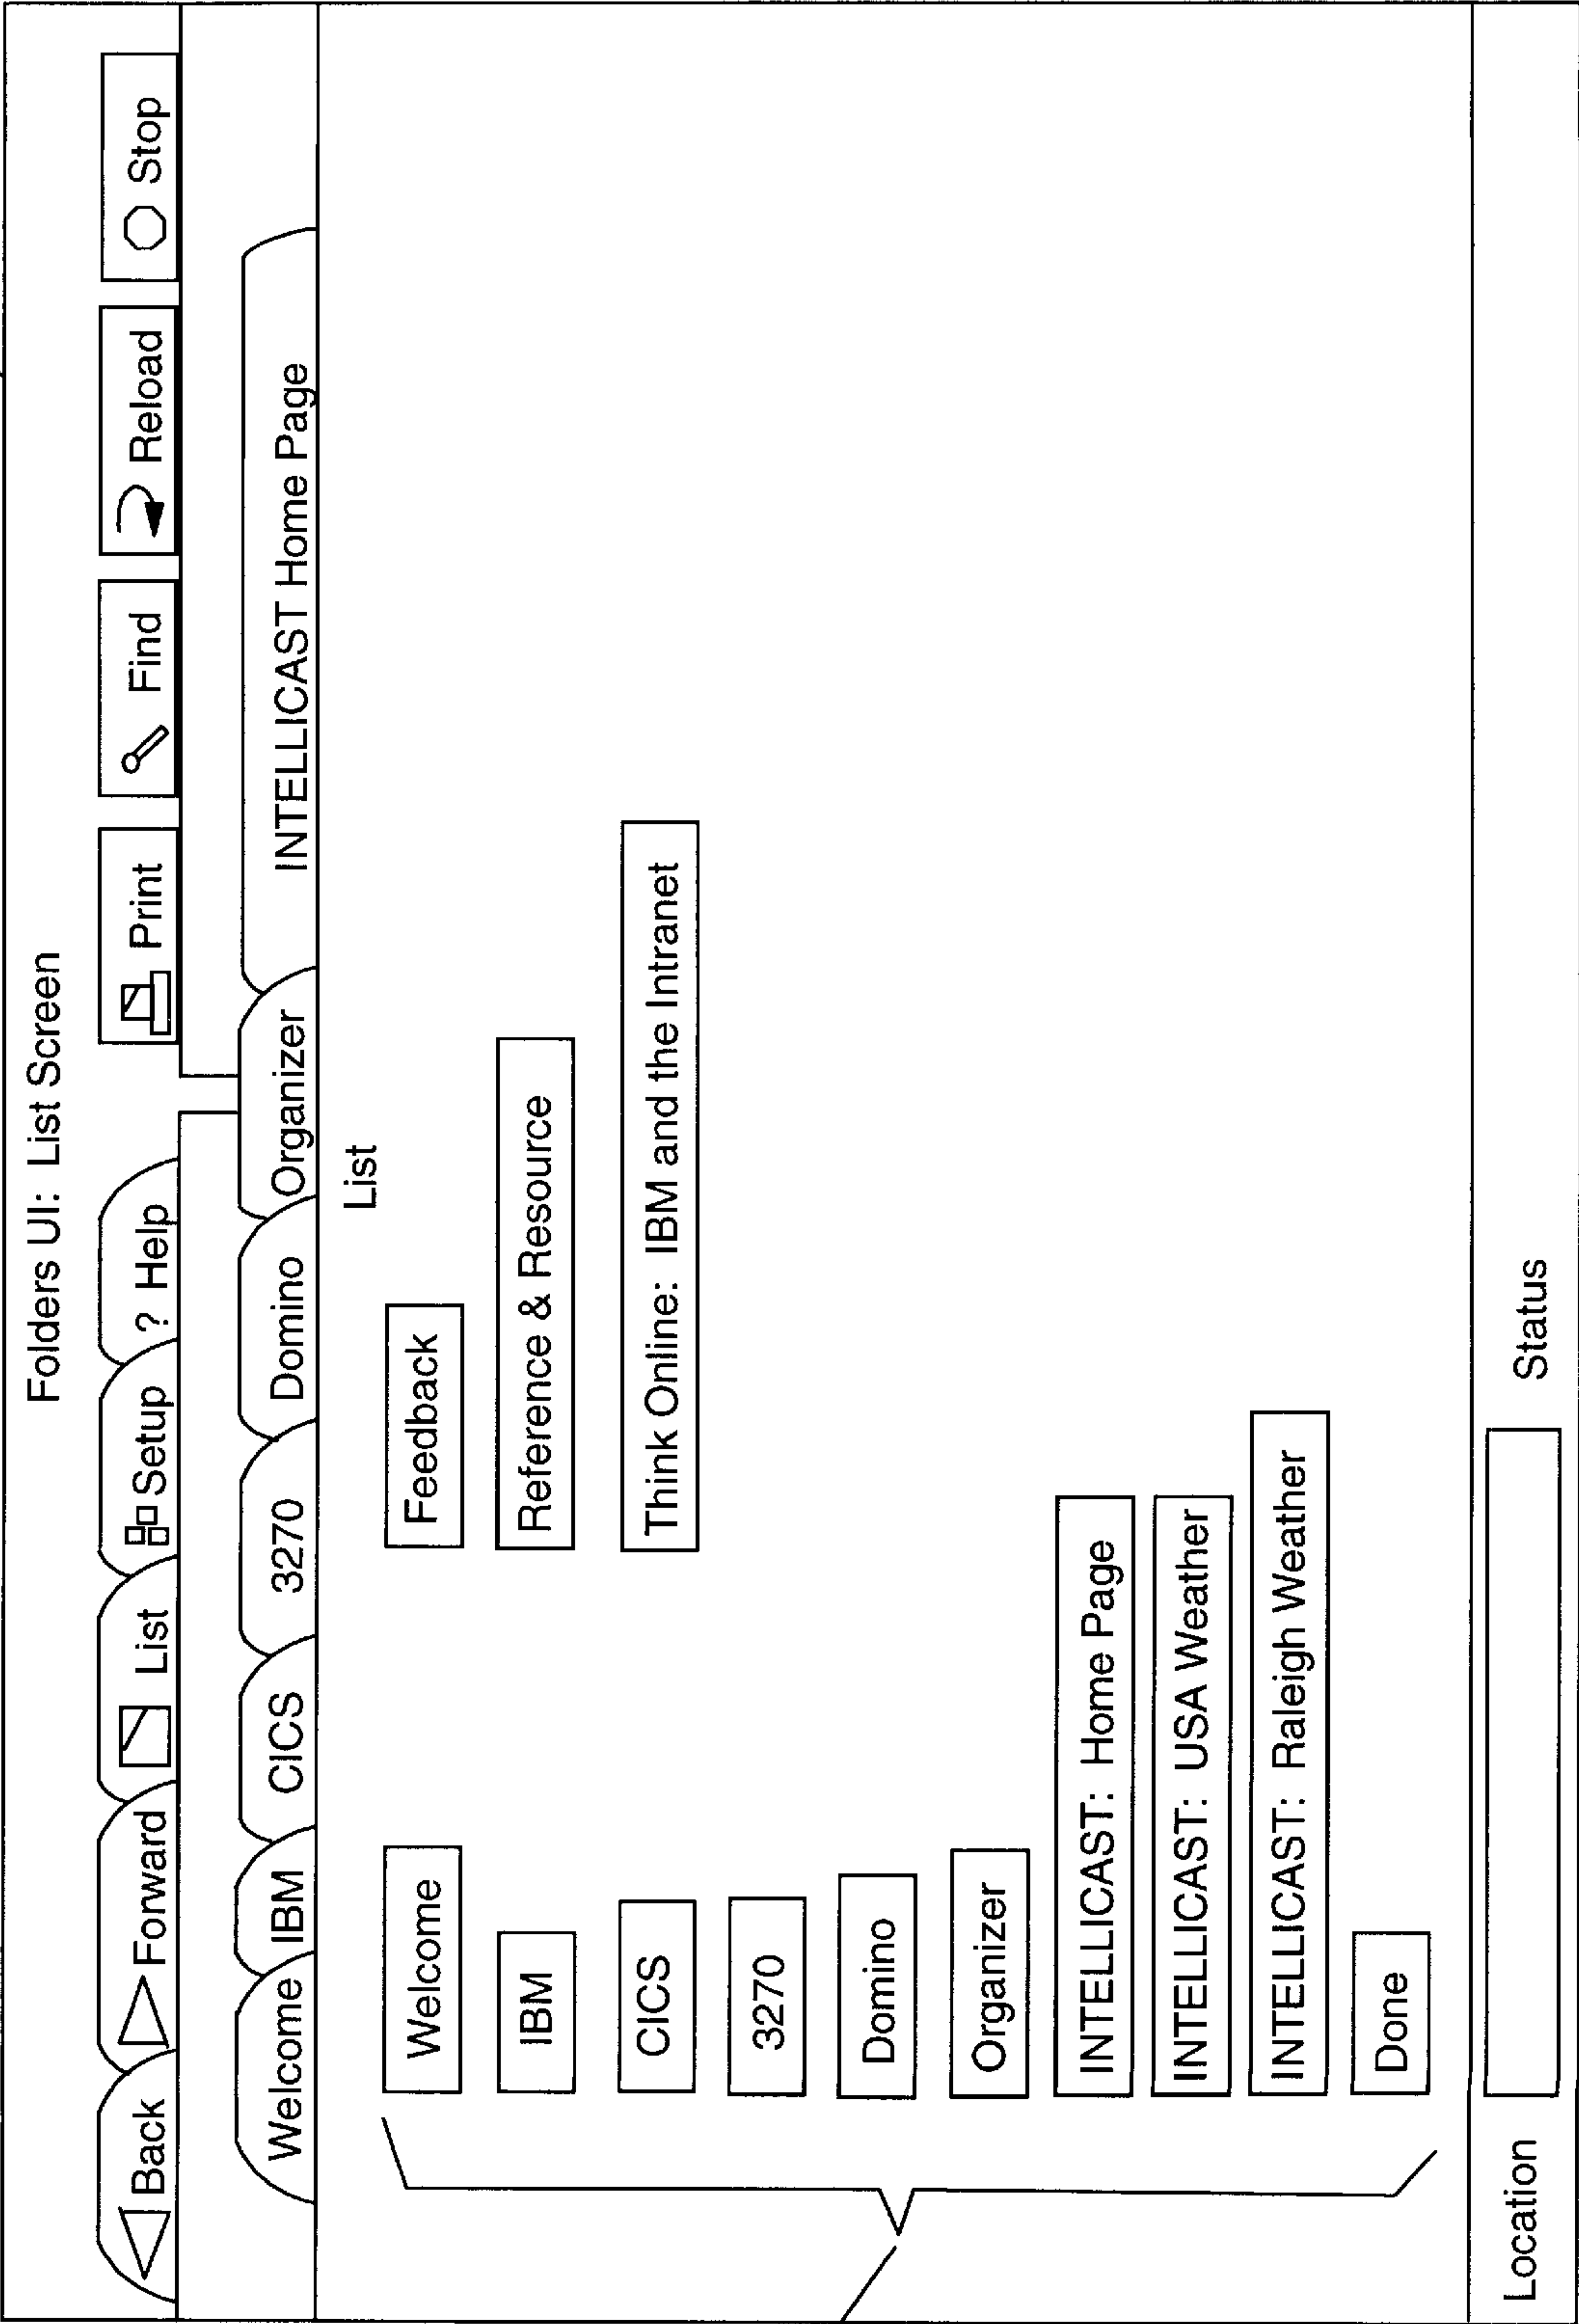 Folders UI: List Screen
Back Forward List Setup ? Help Print Find Reload Stop
Welcome IBM CICS 3270 Domino Organizer INTELLICAST Home Page
List
Welcome Feedback
IBM Reference & Resource
CICS Think Online: IBM and the Intranet
3270
Domino
Organizer
INTELLICAST: Home Page
INTELLICAST: USA Weather
INTELLICAST: Raleigh Weather
Done
Location Status